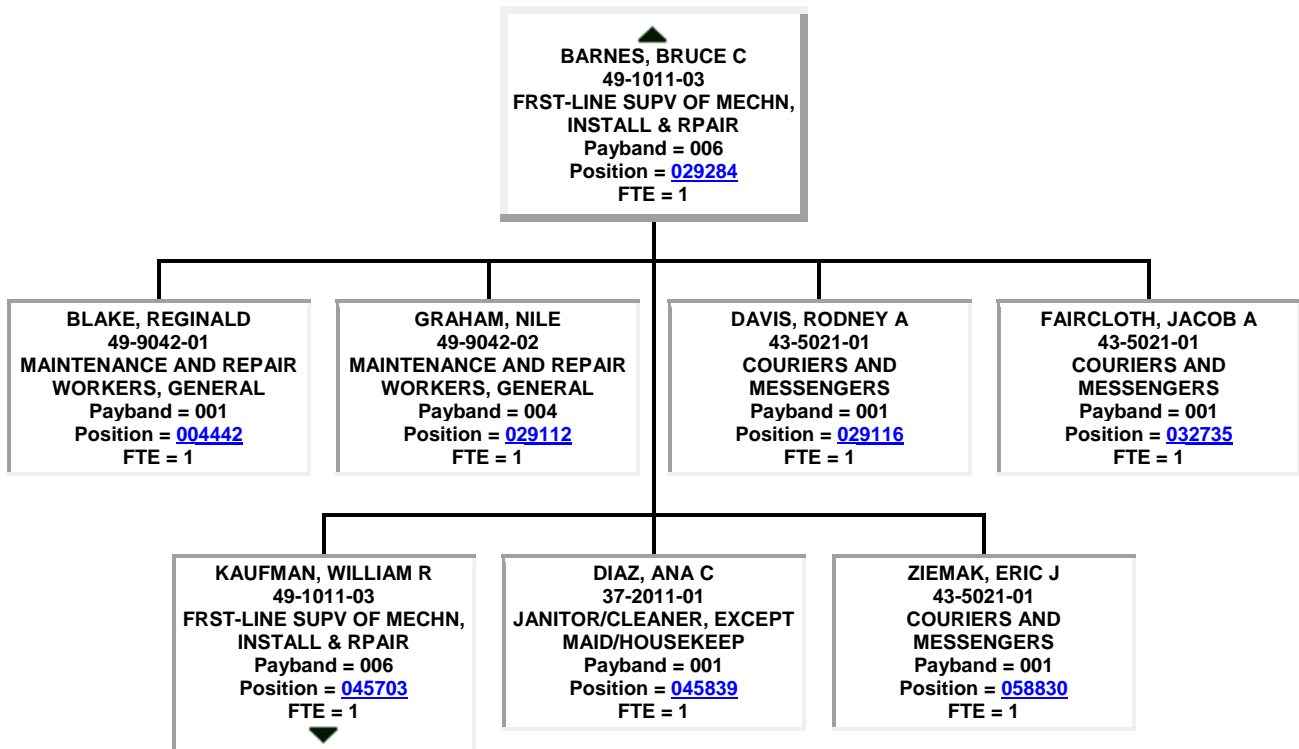 BARNES, BRUCE C
49-1011-03
FRST-LINE SUPV OF MECHN,
INSTALL & RPAIR
Payband = 006
Position = 029284
FTE = 1
BLAKE, REGINALD
49-9042-01
MAINTENANCE AND REPAIR
WORKERS, GENERAL
Payband = 001
Position = 004442
FTE = 1
GRAHAM, NILE
49-9042-02
MAINTENANCE AND REPAIR
WORKERS, GENERAL
Payband = 004
Position = 029112
FTE = 1
DAVIS, RODNEY A
43-5021-01
COURIERS AND
MESSENGERS
Payband = 001
Position = 029116
FTE = 1
FAIRCLOTH, JACOB A
43-5021-01
COURIERS AND
MESSENGERS
Payband = 001
Position = 032735
FTE = 1
KAUFMAN, WILLIAM R
49-1011-03
FRST-LINE SUPV OF MECHN,
INSTALL & RPAIR
Payband = 006
Position = 045703
FTE = 1
DIAZ, ANA C
37-2011-01
JANITOR/CLEANER, EXCEPT
MAID/HOUSEKEEP
Payband = 001
Position = 045839
FTE = 1
ZIEMAK, ERIC J
43-5021-01
COURIERS AND
MESSENGERS
Payband = 001
Position = 058830
FTE = 1